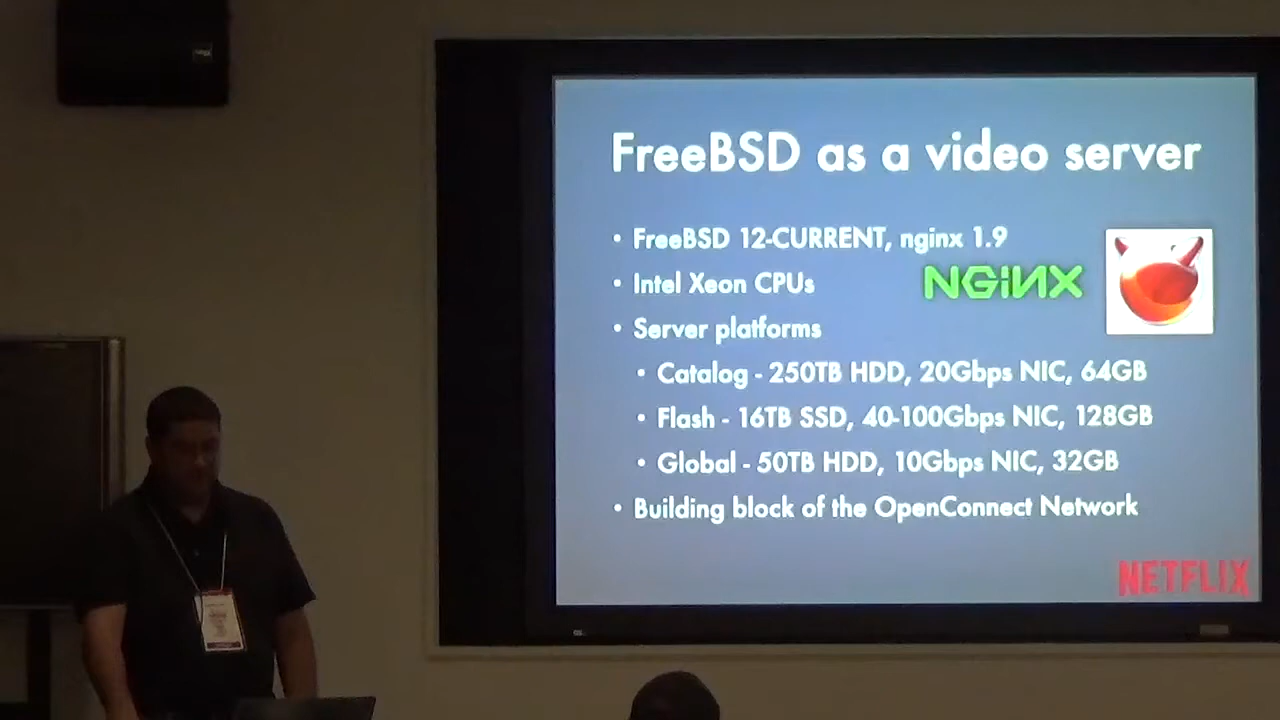 FreeBSD as a video server
• FreeBSD 12-CURRENT, nginx 1.9
NGINX
• Intel Xeon CPUs
• Server platforms
• Catalog - 250TB HDD, 20Gbps NIC, 64GB
• Flash - 16TB SSD, 40-100Gbps NIC, 128GB
• Global - 50TB HDD, 10Gbps NIC, 32GB
• Building block of the OpenConnect Network
NETFLIX